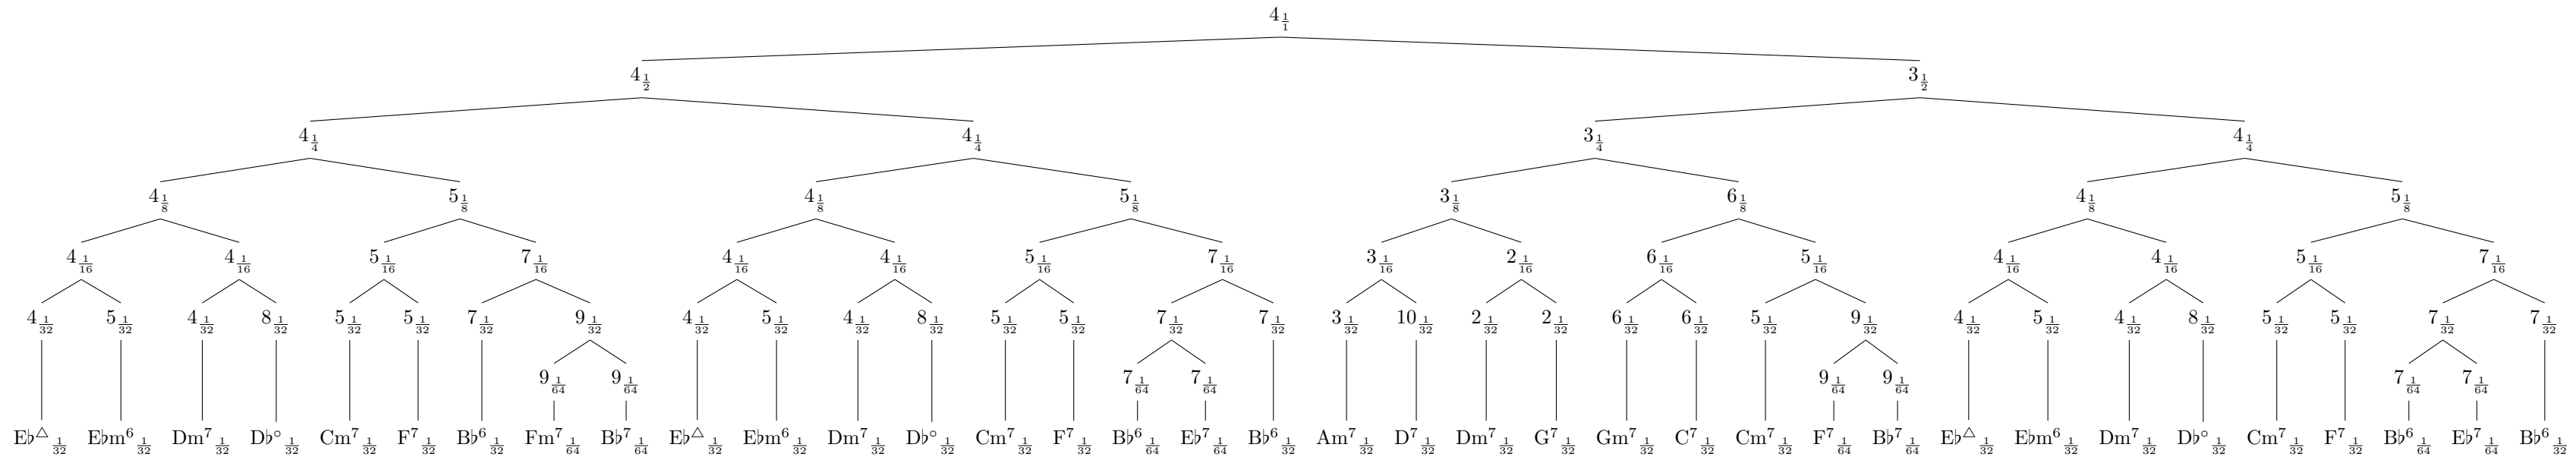 4 1/1
4 1/2 3 1/2
4 1/4 4 1/4 3 1/4 4 1/4
4 1/8 5 1/8 4 1/8 5 1/8 3 1/8 6 1/8 4 1/8 5 1/8
4 1/16 4 1/16 5 1/16 7 1/16 4 1/16 4 1/16 5 1/16 7 1/16 3 1/16 2 1/16 6 1/16 5 1/16 4 1/16 4 1/16 5 1/16 7 1/16
4 1/32 5 1/32 4 1/32 8 1/32 5 1/32 5 1/32 7 1/32 9 1/32 4 1/32 5 1/32 4 1/32 8 1/32 5 1/32 5 1/32 7 1/32 7 1/32 3 1/32 10 1/32 2 1/32 2 1/32 6 1/32 6 1/32 5 1/32 9 1/32 4 1/32 5 1/32 4 1/32 8 1/32 5 1/32 5 1/32 7 1/32 7 1/32
9 1/64 9 1/64 7 1/64 7 1/64 9 1/64 9 1/64 7 1/64 7 1/64
E♭△ 1/32 E♭m⁶ 1/32 Dm⁷ 1/32 D♭° 1/32 Cm⁷ 1/32 F⁷ 1/32 B♭⁶ 1/32 Fm⁷ 1/64 B♭⁷ 1/64 E♭△ 1/32 E♭m⁶ 1/32 Dm⁷ 1/32 D♭° 1/32 Cm⁷ 1/32 F⁷ 1/32 B♭⁶ 1/64 E♭⁷ 1/64 B♭⁶ 1/32 Am⁷ 1/32 D⁷ 1/32 Dm⁷ 1/32 G⁷ 1/32 Gm⁷ 1/32 C⁷ 1/32 Cm⁷ 1/32 F⁷ 1/64 B♭⁷ 1/64 E♭△ 1/32 E♭m⁶ 1/32 Dm⁷ 1/32 D♭° 1/32 Cm⁷ 1/32 F⁷ 1/32 B♭⁶ 1/64 E♭⁷ 1/64 B♭⁶ 1/32